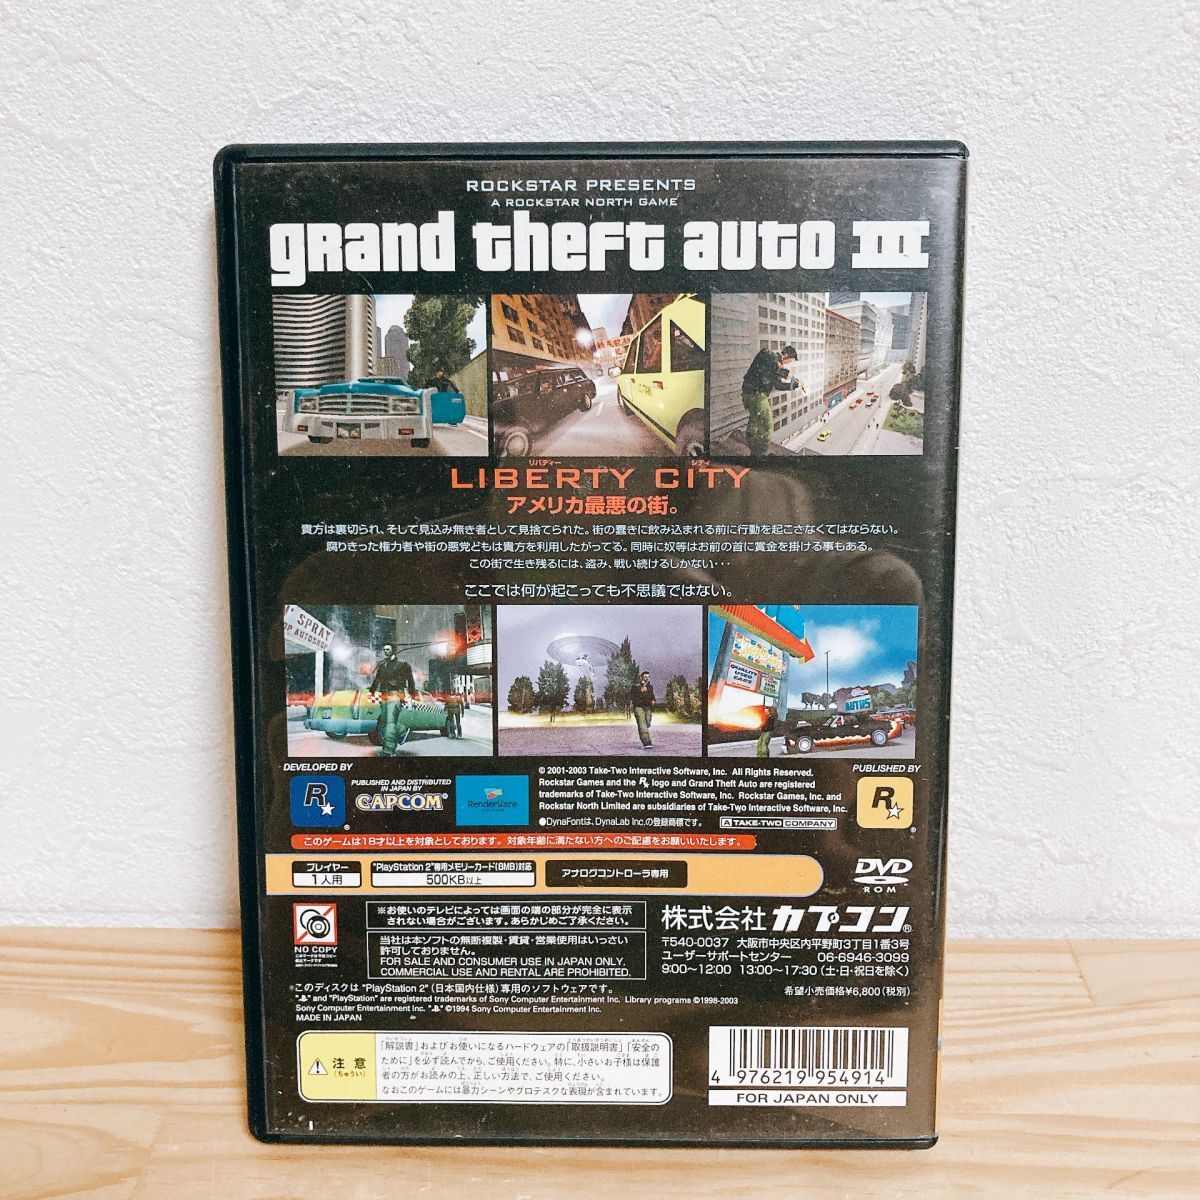 ROCKSTAR PRESENTS
A ROCKSTAR NORTH GAME
grand theft auto III
リバティー シティ
LIBERTY CITY
アメリカ最悪の街。
貴方は裏切られ、そして見込み無き者として見捨てられた。街の蠢きに飲み込まれる前に行動を起こさなくてはならない。
腐りきった権力者や街の悪党どもは貴方を利用したがってる。同時に奴等はお前の首に賞金を掛ける事もある。
この街で生き残るには、盗み、戦い続けるしかない・・・
ここでは何が起こっても不思議ではない。
SPRAY
QUALITY
USED
CARS
DEVELOPED BY
PUBLISHED AND DISTRIBUTED
IN JAPAN BY
CAPCOM
RenderWare
© 2001-2003 Take-Two Interactive Software, Inc. All Rights Reserved.
Rockstar Games and the R★ logo and Grand Theft Auto are registered
trademarks of Take-Two Interactive Software, Inc. Rockstar Games, Inc. and
Rockstar North Limited are subsidiaries of Take-Two Interactive Software, Inc.
●DynaFontは、DynaLab Inc.の登録商標です。
A TAKE-TWO COMPANY
PUBLISHED BY
このゲームは18才以上を対象としております。対象年齢に満たない方へのご配慮をお願いいたします。
プレイヤー
1人用
"PlayStation 2"専用メモリーカード(8MB)対応
500KB以上
アナログコントローラ専用
DVD
ROM
NO COPY
※お使いのテレビによっては画面の端の部分が完全に表示
されない場合がございます。あらかじめご了承ください。
当社は本ソフトの無断複製・賃貸・営業使用はいっさい
許可しておりません。
FOR SALE AND CONSUMER USE IN JAPAN ONLY.
COMMERCIAL USE AND RENTAL ARE PROHIBITED.
株式会社 カプコン®
〒540-0037 大阪市中央区内平野町3丁目1番3号
ユーザーサポートセンター 06-6946-3099
9:00～12:00 13:00～17:30(土・日・祝日を除く)
希望小売価格¥6,800(税別)
このディスクは "PlayStation 2" (日本国内仕様)専用のソフトウェアです。
" " and "PlayStation" are registered trademarks of Sony Computer Entertainment Inc. Library programs ©1998-2003
Sony Computer Entertainment Inc. " " ©1994 Sony Computer Entertainment Inc.
MADE IN JAPAN
注意
(ちゅうい)
「解説書」およびお使いになるハードウェアの「取扱説明書」「安全の
ために」を必ず読んでから、ご使用ください。特に、小さいお子様は保護
者の方がお読みの上、正しい方法で、ご使用ください。
なおこのゲームには暴力シーンやグロテスクな表現が含まれています。
4 976219 954914
FOR JAPAN ONLY